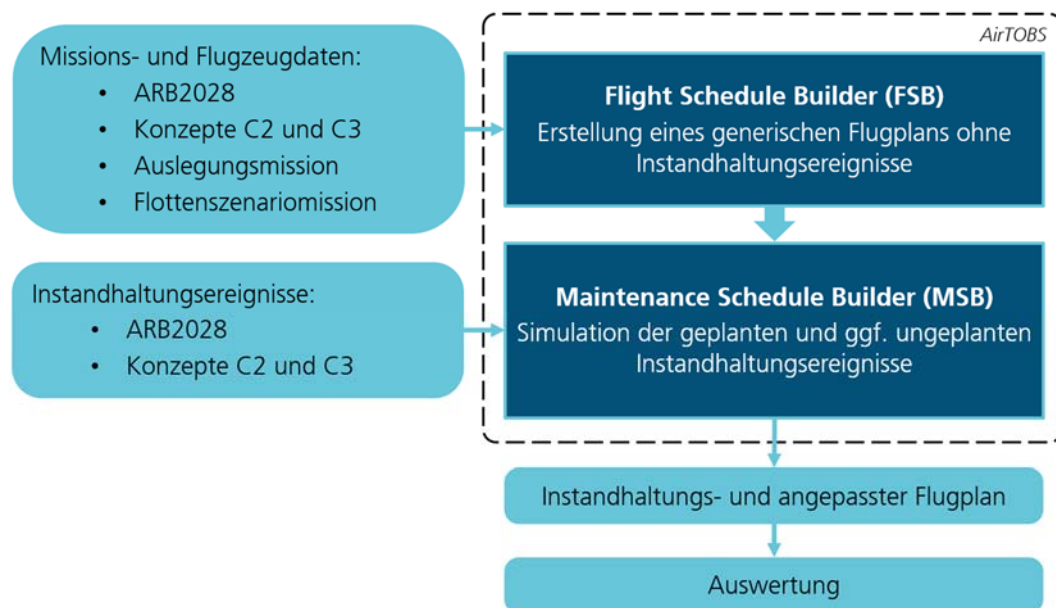 Missions- und Flugzeugdaten:
• ARB2028
• Konzepte C2 und C3
• Auslegungsmission
• Flottenszenariomission
Instandhaltungsereignisse:
• ARB2028
• Konzepte C2 und C3
AirTOBS
Flight Schedule Builder (FSB)
Erstellung eines generischen Flugplans ohne
Instandhaltungsereignisse
Maintenance Schedule Builder (MSB)
Simulation der geplanten und ggf. ungeplanten
Instandhaltungsereignisse
Instandhaltungs- und angepasster Flugplan
Auswertung